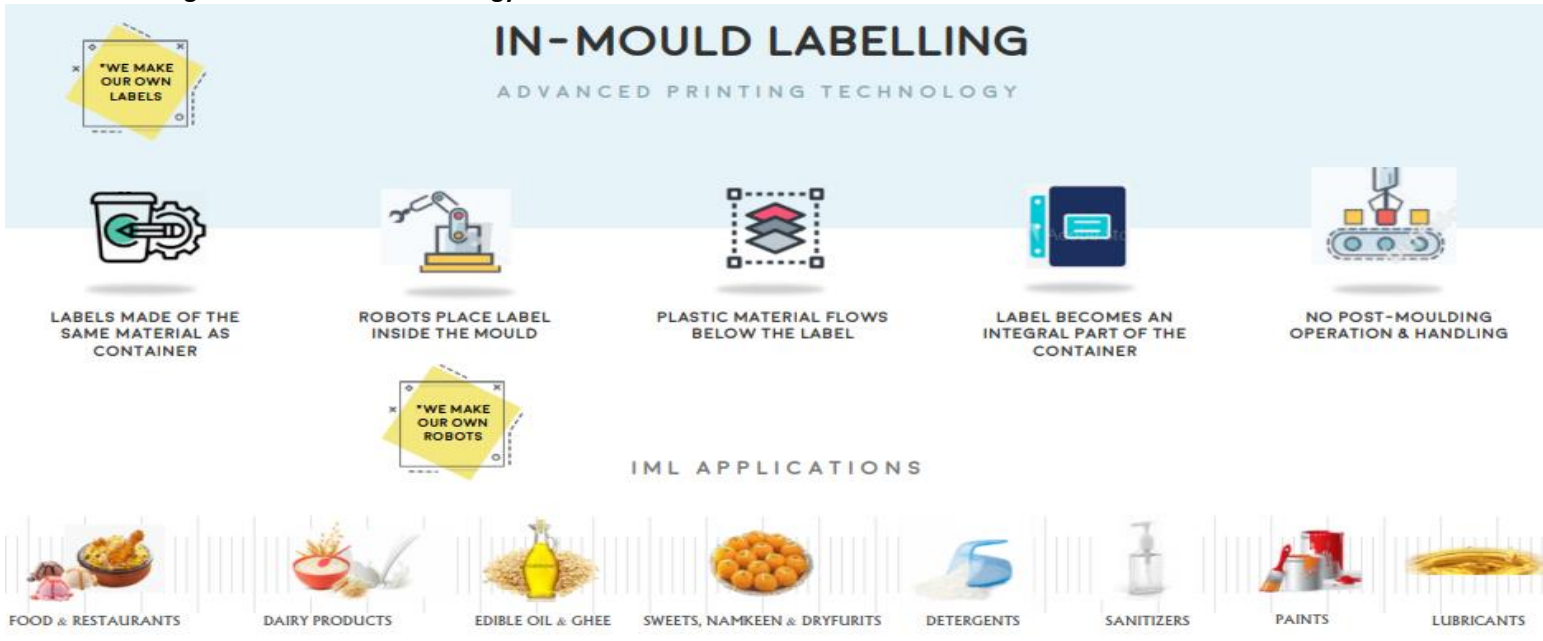 IN-MOULD LABELLING
ADVANCED PRINTING TECHNOLOGY
"WE MAKE
OUR OWN
LABELS
LABELS MADE OF THE
SAME MATERIAL AS
CONTAINER
ROBOTS PLACE LABEL
INSIDE THE MOULD
PLASTIC MATERIAL FLOWS
BELOW THE LABEL
LABEL BECOMES AN
INTEGRAL PART OF THE
CONTAINER
NO POST-MOULDING
OPERATION & HANDLING
"WE MAKE
OUR OWN
ROBOTS
IML APPLICATIONS
FOOD & RESTAURANTS
DAIRY PRODUCTS
EDIBLE OIL & GHEE
SWEETS, NAMKEEN & DRYFURITS
DETERGENTS
SANITIZERS
PAINTS
LUBRICANTS